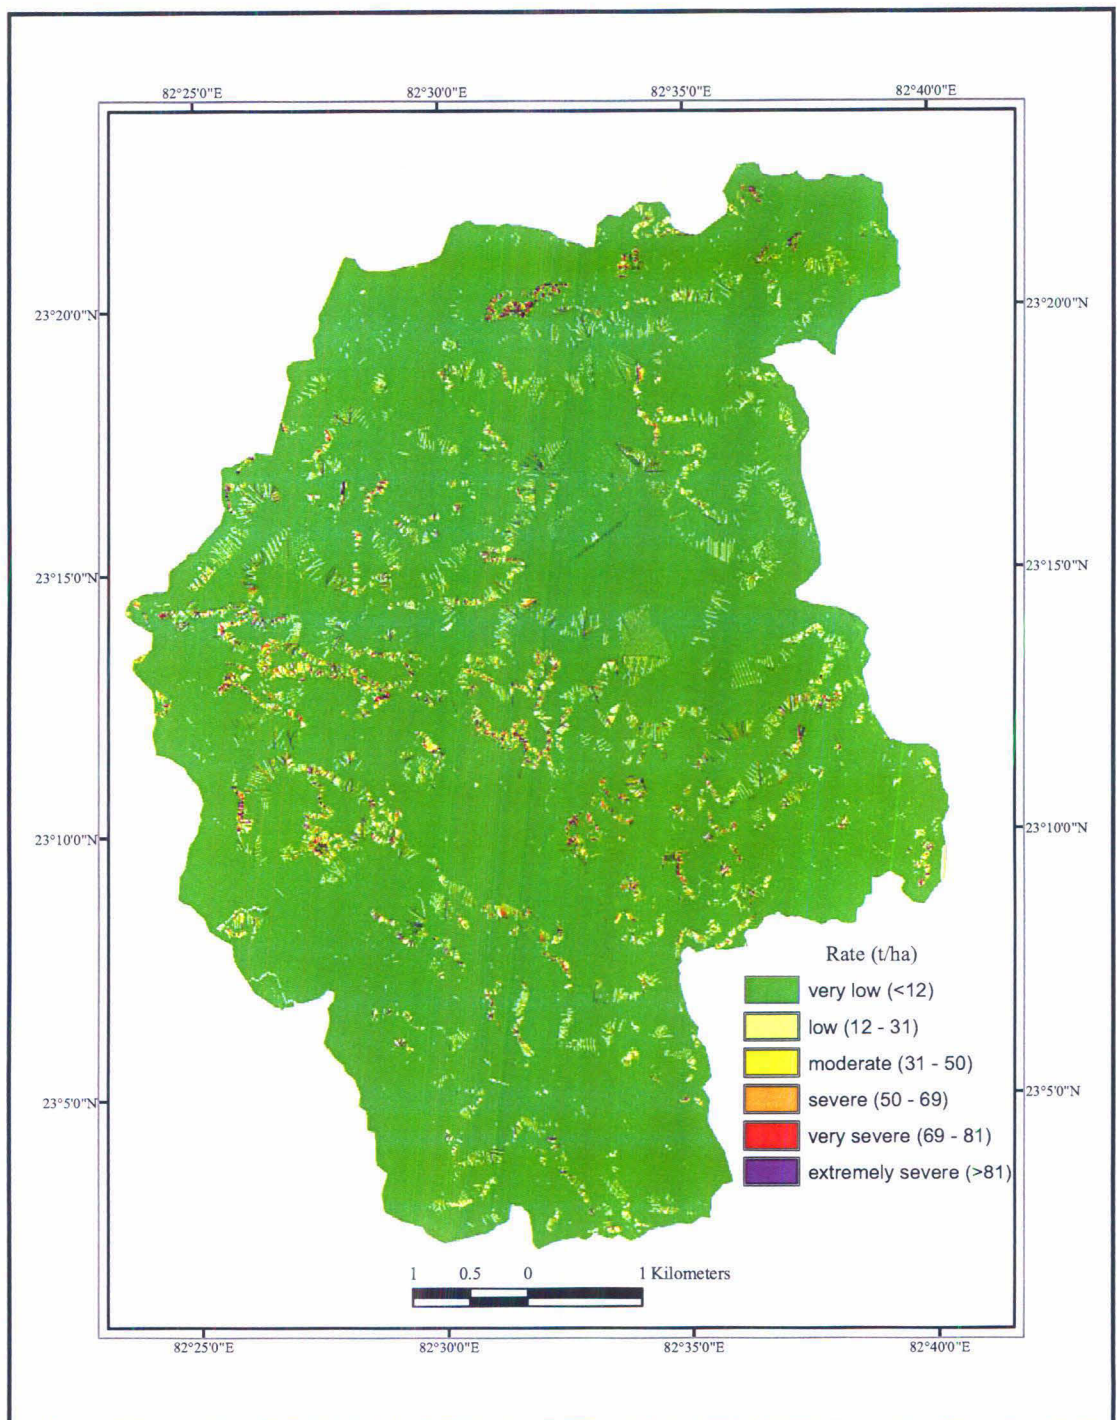 82°25'0"E 82°30'0"E 82°35'0"E 82°40'0"E
23°20'0"N 23°20'0"N
23°15'0"N 23°15'0"N
23°10'0"N 23°10'0"N
Rate (t/ha)
very low (<12)
low (12 - 31)
moderate (31 - 50)
23°5'0"N 23°5'0"N
severe (50 - 69)
very severe (69 - 81)
extremely severe (>81)
1 0.5 0 1 Kilometers
82°25'0"E 82°30'0"E 82°35'0"E 82°40'0"E